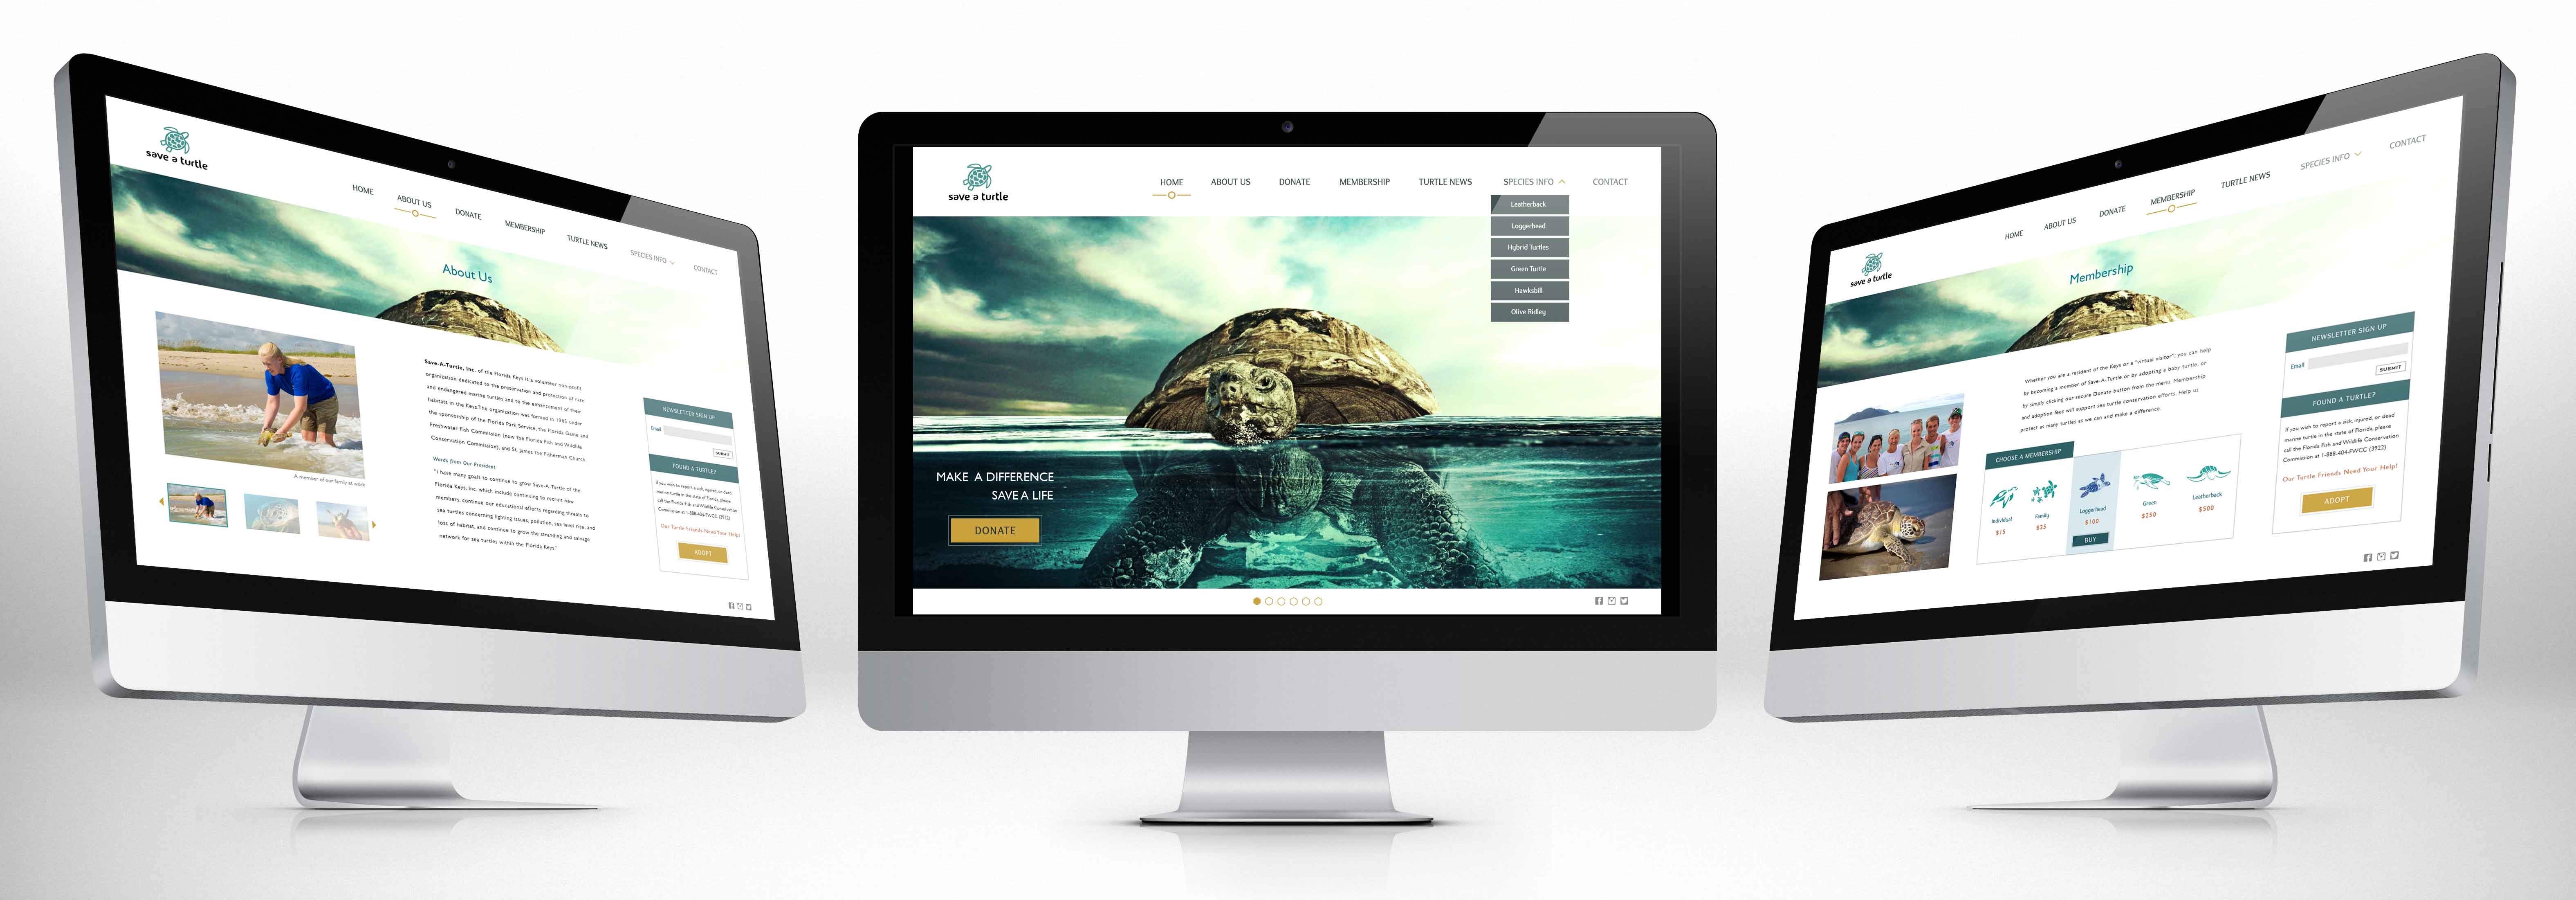 save a turtle
HOME
ABOUT US
DONATE
MEMBERSHIP
TURTLE NEWS
SPECIES INFO
CONTACT
About Us
A member of our family at work
Save-A-Turtle, Inc. of the Florida Keys is a volunteer non-profit
organization dedicated to the preservation and protection of rare
and endangered marine turtles and to the enhancement of their
habitats in the Keys. The organization was formed in 1985 under
the sponsorship of the Florida Park Service, the Florida Game and
Freshwater Fish Commission (now the Florida Fish and Wildlife
Conservation Commission), and St. James the Fisherman Church.
Words from Our President
"I have many goals to continue to grow Save-A-Turtle of the
Florida Keys, Inc. which include continuing to recruit new
members; continue our educational efforts regarding threats to
sea turtles concerning lighting issues, pollution, sea level rise, and
loss of habitat, and continue to grow the stranding and salvage
network for sea turtles within the Florida Keys."
NEWSLETTER SIGN UP
Email
SUBMIT
FOUND A TURTLE?
If you wish to report a sick, injured, or dead
marine turtle in the state of Florida, please
call the Florida Fish and Wildlife Conservation
Commission at 1-888-404-FWCC (3922)
Our Turtle Friends Need Your Help!
ADOPT
save a turtle
HOME
ABOUT US
DONATE
MEMBERSHIP
TURTLE NEWS
SPECIES INFO
CONTACT
Leatherback
Loggerhead
Hybrid Turtles
Green Turtle
Hawksbill
Olive Ridley
MAKE A DIFFERENCE
SAVE A LIFE
DONATE
save a turtle
HOME
ABOUT US
DONATE
MEMBERSHIP
TURTLE NEWS
SPECIES INFO
CONTACT
Membership
Whether you are a resident of the Keys or a "virtual visitor"; you can help
by becoming a member of Save-A-Turtle or by adopting a baby turtle, or
by simply clicking our secure Donate button from the menu. Membership
and adoption fees will support sea turtle conservation efforts. Help us
protect as many turtles as we can and make a difference.
CHOOSE A MEMBERSHIP
Individual
$15
Family
$25
Loggerhead
$100
BUY
Green
$250
Leatherback
$500
NEWSLETTER SIGN UP
Email
SUBMIT
FOUND A TURTLE?
If you wish to report a sick, injured, or dead
marine turtle in the state of Florida, please
call the Florida Fish and Wildlife Conservation
Commission at 1-888-404-FWCC (3922)
Our Turtle Friends Need Your Help!
ADOPT